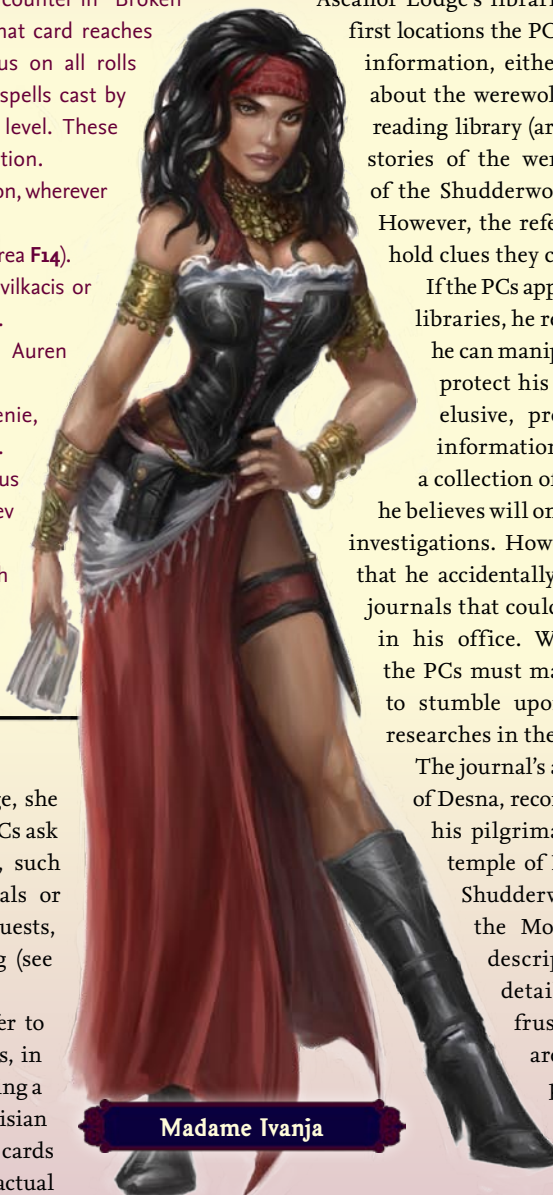 counter in "Broken
hat card reaches
us on all rolls
spells cast by
level. These
tion.
on, wherever
rea F14).
vilkacis or
Auren
enie,
us
ev
h
ge, she
Cs ask
, such
als or
uests,
g (see
er to
s, in
ing a
isian
cards
actual
Ascanor Lodge's librari
first locations the PC
information, eithe
about the werewol
reading library (ar
stories of the wer
of the Shudderwo
However, the refe
hold clues they c
If the PCs app
libraries, he re
he can manip
protect his
elusive, pr
information
a collection of
he believes will on
investigations. How
that he accidentally
journals that could
in his office. W
the PCs must ma
to stumble upo
researches in the
The journal's a
of Desna, recor
his pilgrima
temple of
Shudderw
the Mo
descrip
detai
frus
are
Madame Ivanja